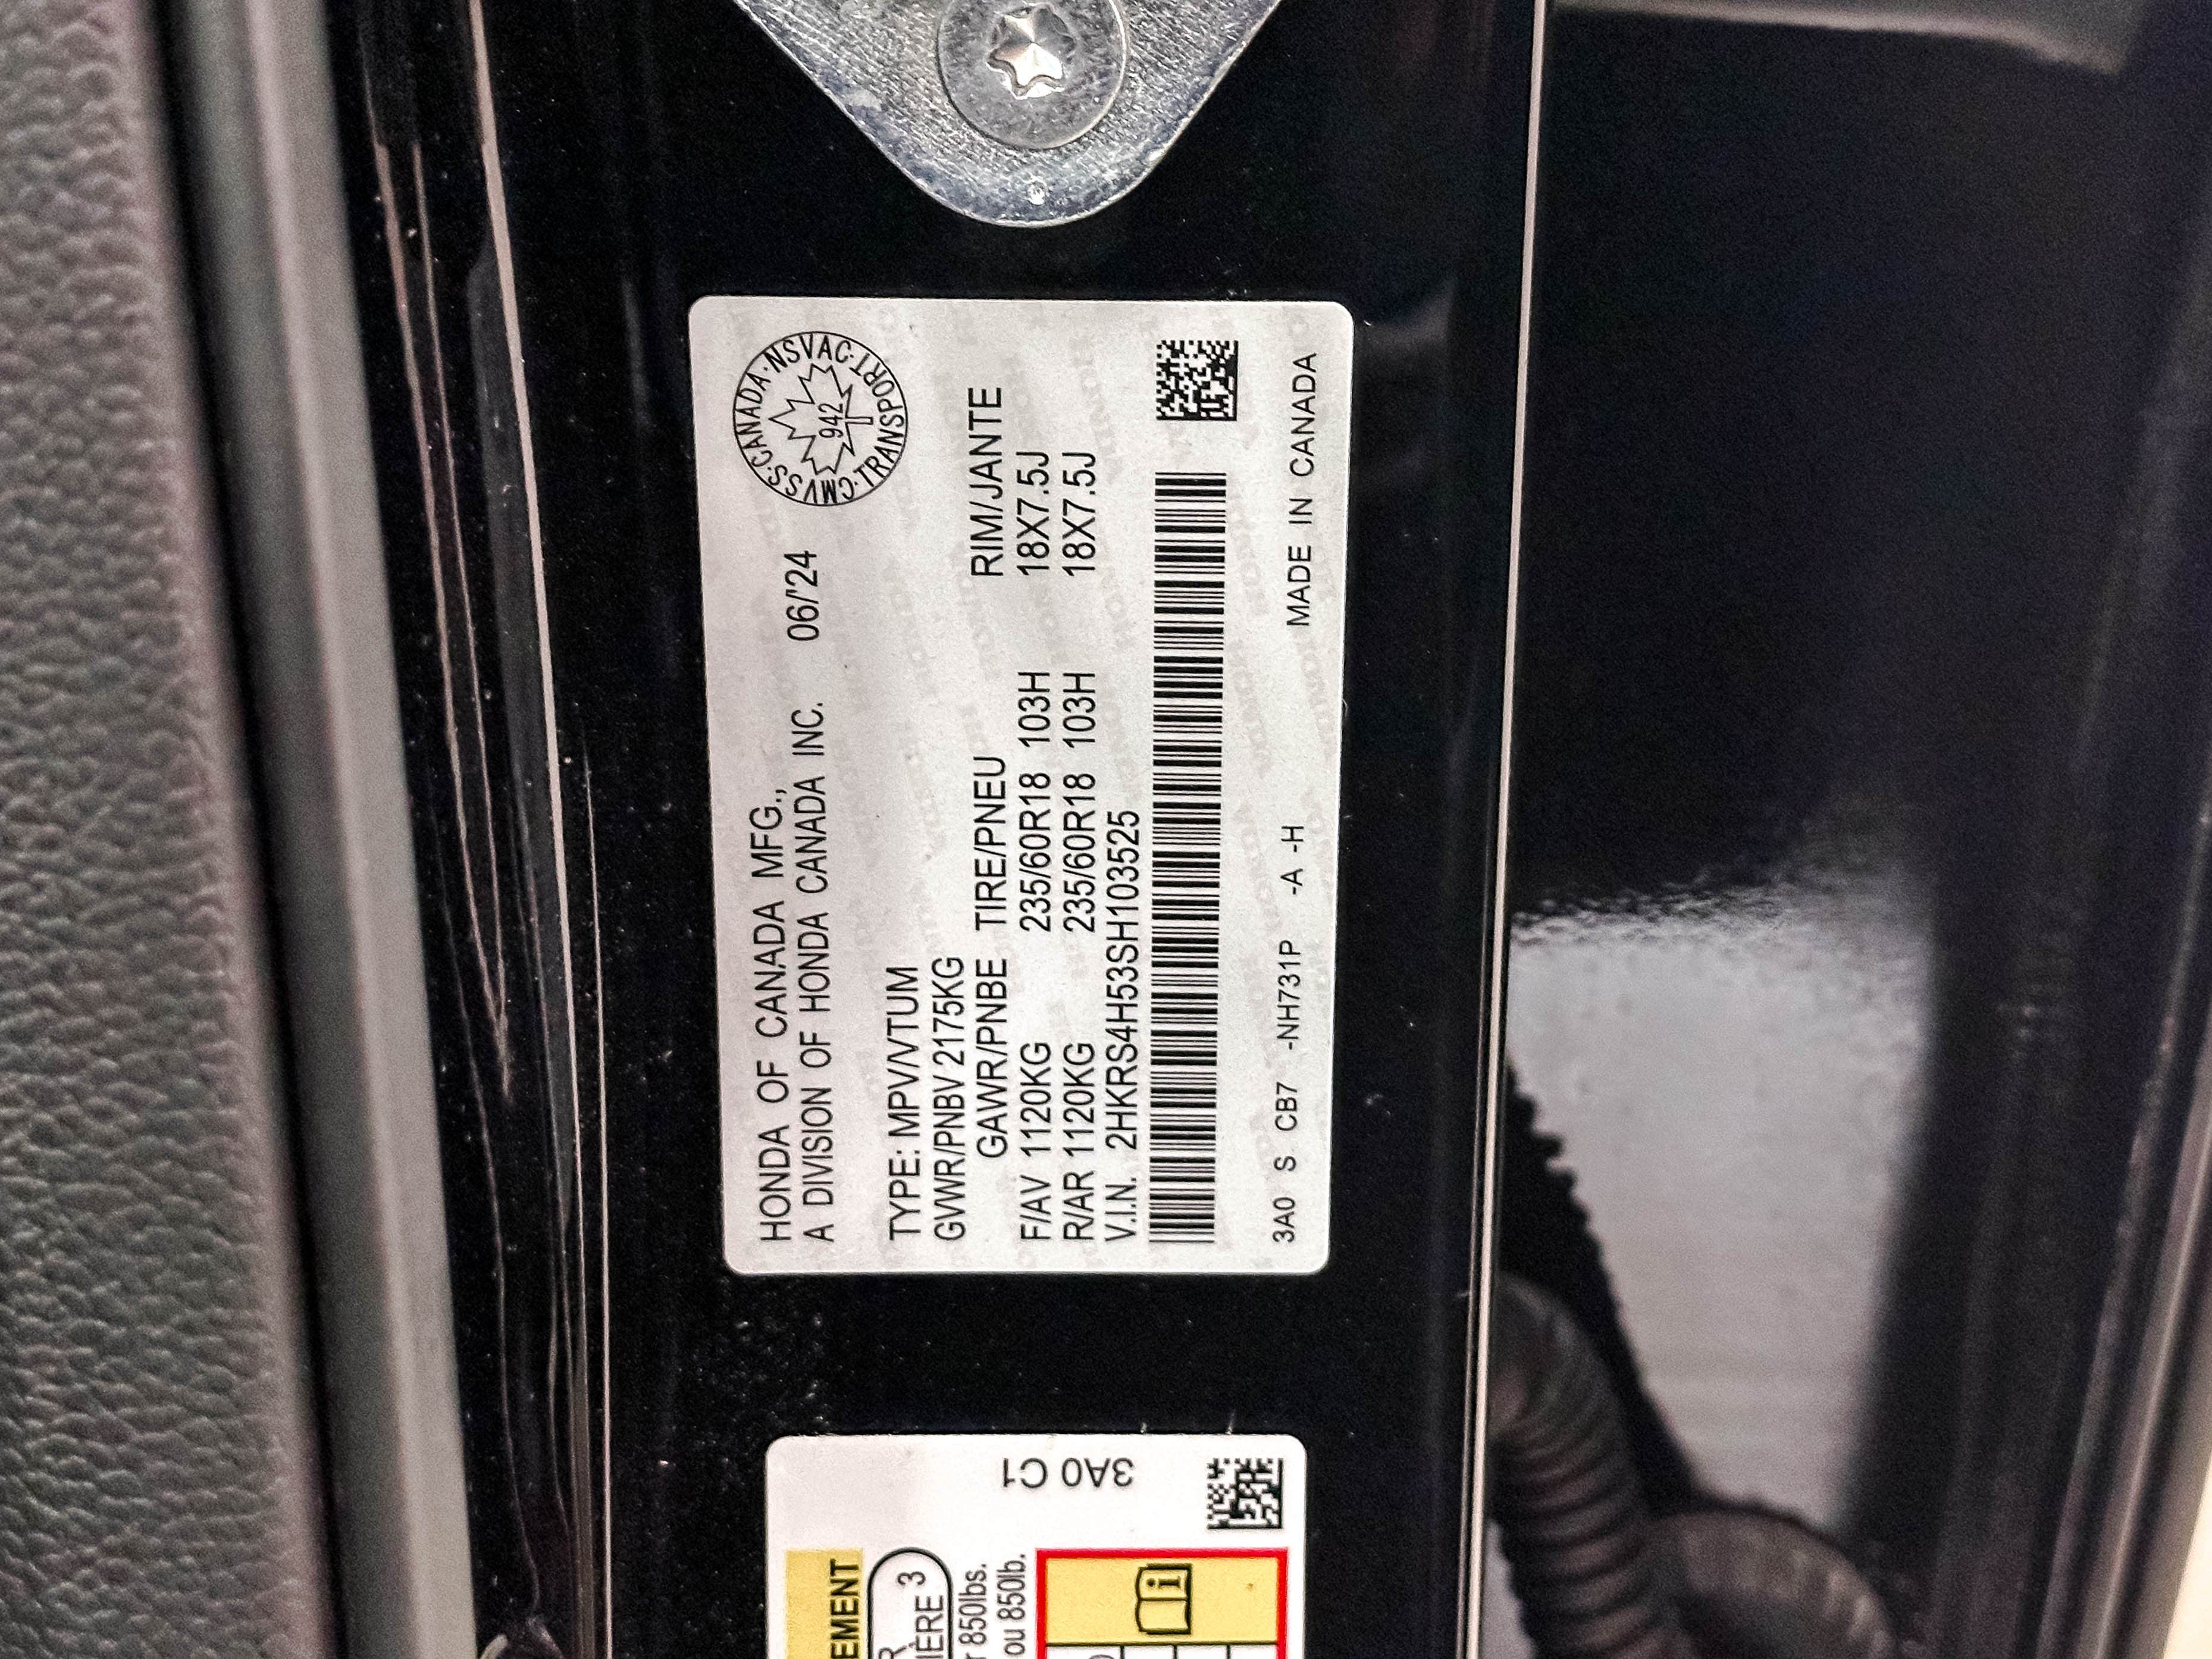 HONDA OF CANADA MFG.,
A DIVISION OF HONDA CANADA INC. 06/'24
CMVSS·CANADA·NSVAC·TRANSPORT·
942
TYPE: MPV/VTUM
GVWR/PNBV 2175KG
GAWR/PNBE TIRE/PNEU RIM/JANTE
F/AV 1120KG 235/60R18 103H 18X7.5J
R/AR 1120KG 235/60R18 103H 18X7.5J
V.I.N. 2HKRS4H53SH103525
3A0 S CB7 -NH731P -A -H MADE IN CANADA
3A0 C1
850lbs.
ou 850lb.
3